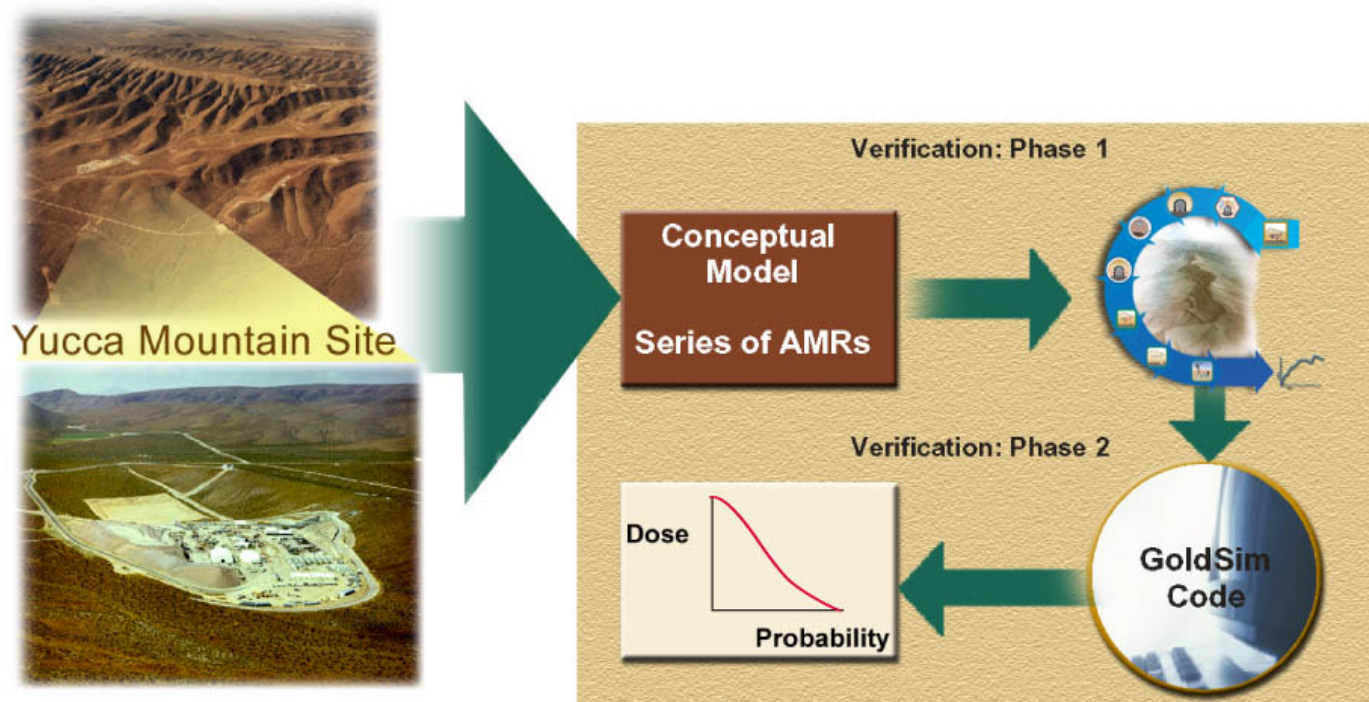 Yucca Mountain Site
Verification: Phase 1
Conceptual
Model
Series of AMRs
Verification: Phase 2
Dose
Probability
GoldSim
Code